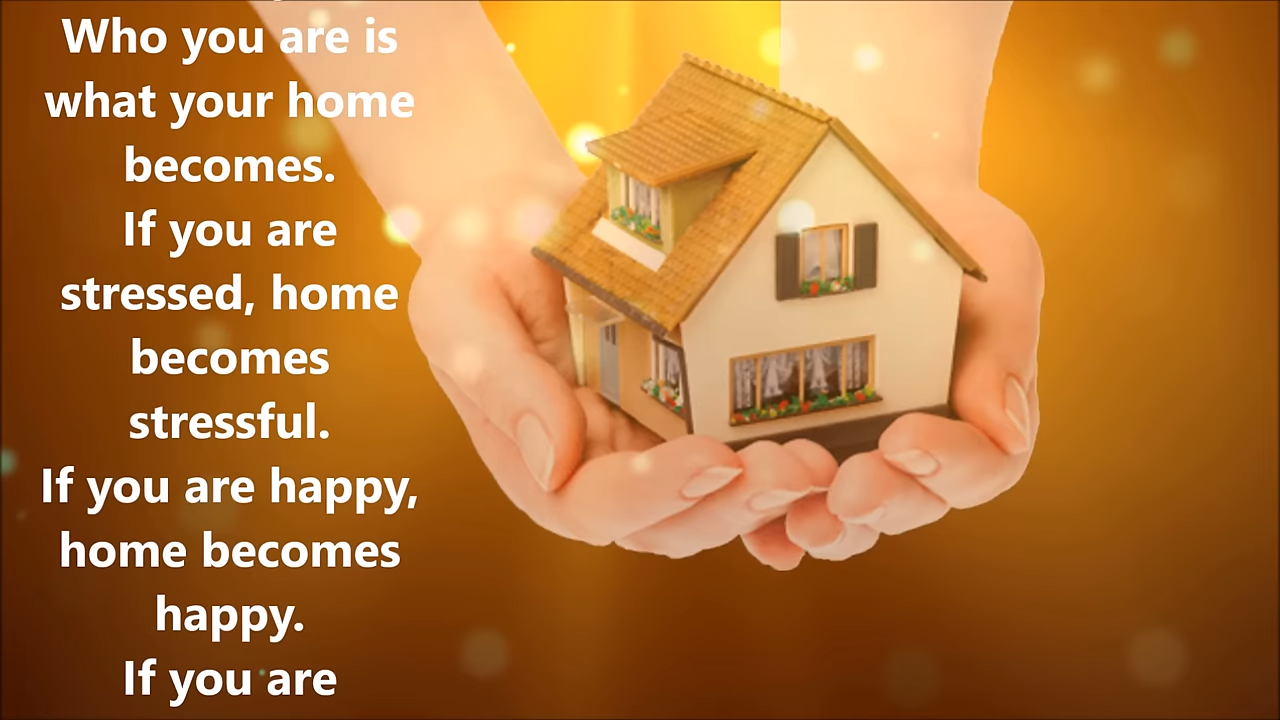 Who you are is
what your home
becomes.
If you are
stressed, home
becomes
stressful.
If you are happy,
home becomes
happy.
If you are